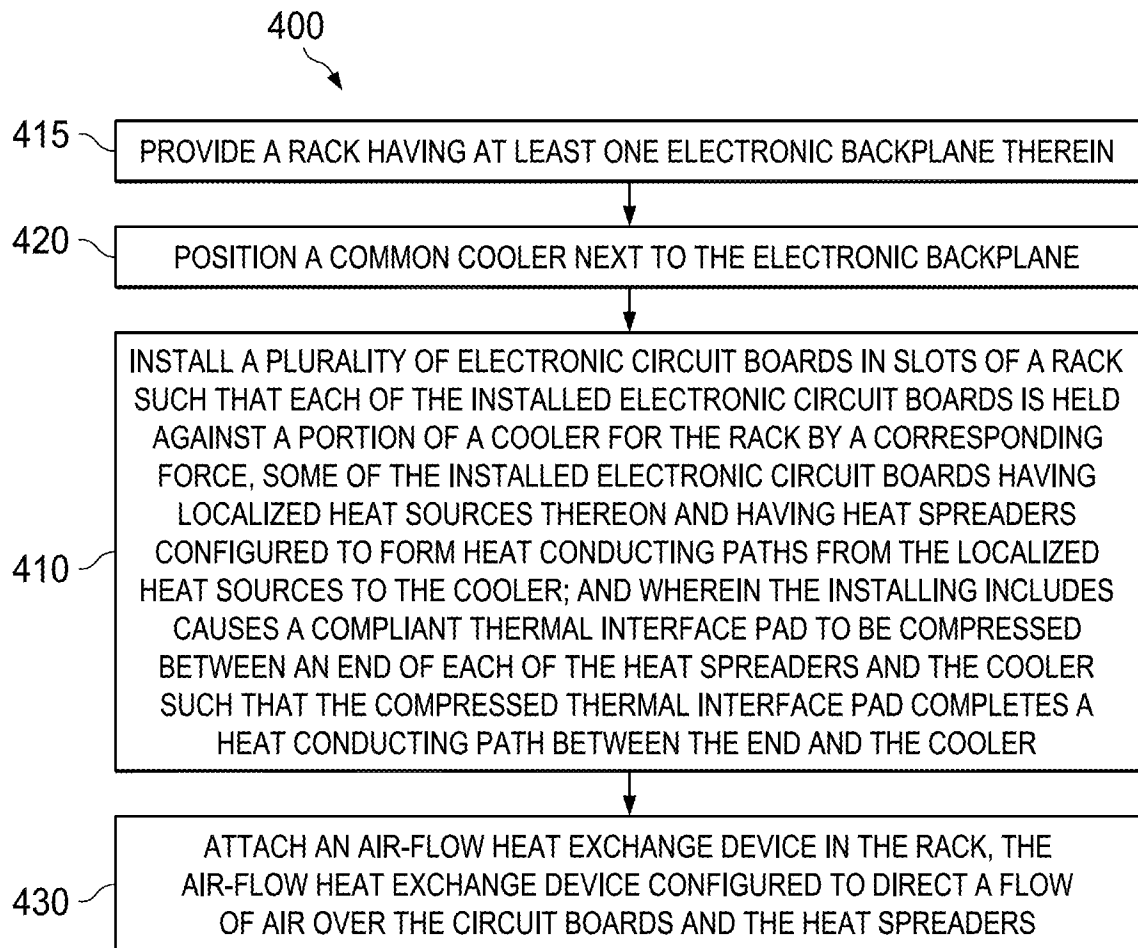 400
415
PROVIDE A RACK HAVING AT LEAST ONE ELECTRONIC BACKPLANE THEREIN
420
POSITION A COMMON COOLER NEXT TO THE ELECTRONIC BACKPLANE
410
INSTALL A PLURALITY OF ELECTRONIC CIRCUIT BOARDS IN SLOTS OF A RACK
SUCH THAT EACH OF THE INSTALLED ELECTRONIC CIRCUIT BOARDS IS HELD
AGAINST A PORTION OF A COOLER FOR THE RACK BY A CORRESPONDING
FORCE, SOME OF THE INSTALLED ELECTRONIC CIRCUIT BOARDS HAVING
LOCALIZED HEAT SOURCES THEREON AND HAVING HEAT SPREADERS
CONFIGURED TO FORM HEAT CONDUCTING PATHS FROM THE LOCALIZED
HEAT SOURCES TO THE COOLER; AND WHEREIN THE INSTALLING INCLUDES
CAUSES A COMPLIANT THERMAL INTERFACE PAD TO BE COMPRESSED
BETWEEN AN END OF EACH OF THE HEAT SPREADERS AND THE COOLER
SUCH THAT THE COMPRESSED THERMAL INTERFACE PAD COMPLETES A
HEAT CONDUCTING PATH BETWEEN THE END AND THE COOLER
430
ATTACH AN AIR-FLOW HEAT EXCHANGE DEVICE IN THE RACK, THE
AIR-FLOW HEAT EXCHANGE DEVICE CONFIGURED TO DIRECT A FLOW
OF AIR OVER THE CIRCUIT BOARDS AND THE HEAT SPREADERS